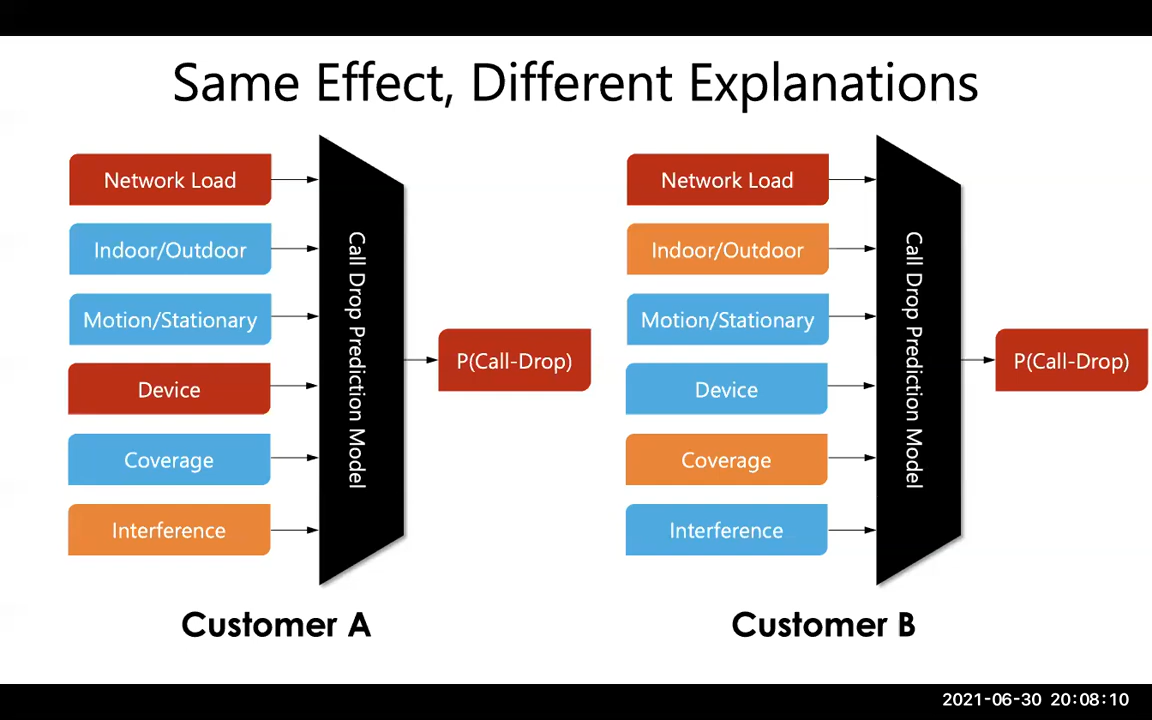 Same Effect, Different Explanations
Network Load
Indoor/Outdoor
Motion/Stationary
Device
Coverage
Interference
Call Drop Prediction Model
P(Call-Drop)
Customer A
Network Load
Indoor/Outdoor
Motion/Stationary
Device
Coverage
Interference
Call Drop Prediction Model
P(Call-Drop)
Customer B
2021-06-30 20:08:10